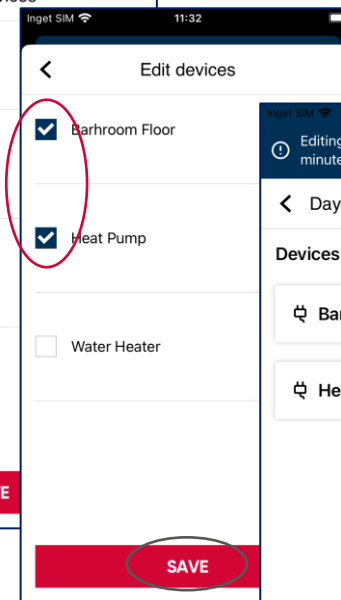 Inget SIM 11:32
Edit devices
Barhroom Floor
Heat Pump
Water Heater
SAVE
Inget SIM
Editing
minute
Day
Devices
Ba
He
E